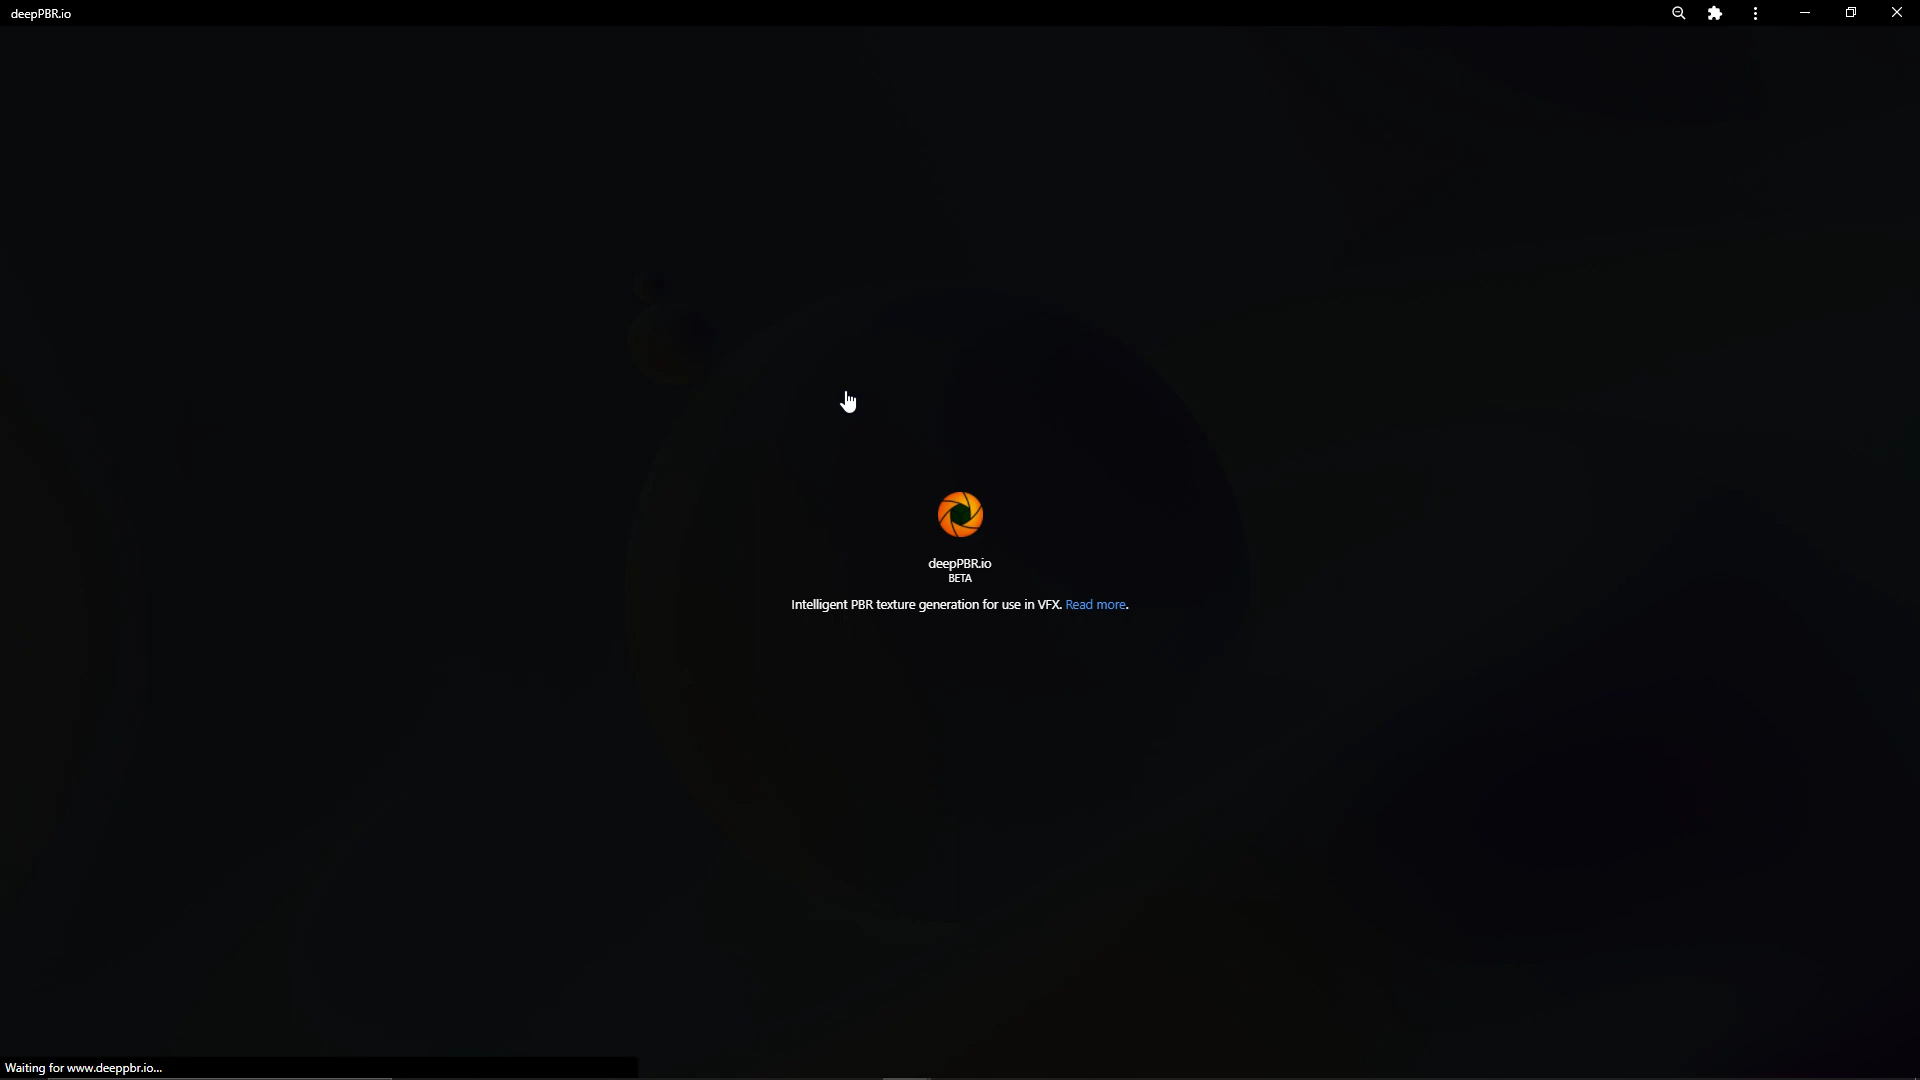 deepPBR.io
deepPBR.io
BETA
Intelligent PBR texture generation for use in VFX. Read more.
Waiting for www.deeppbr.io...